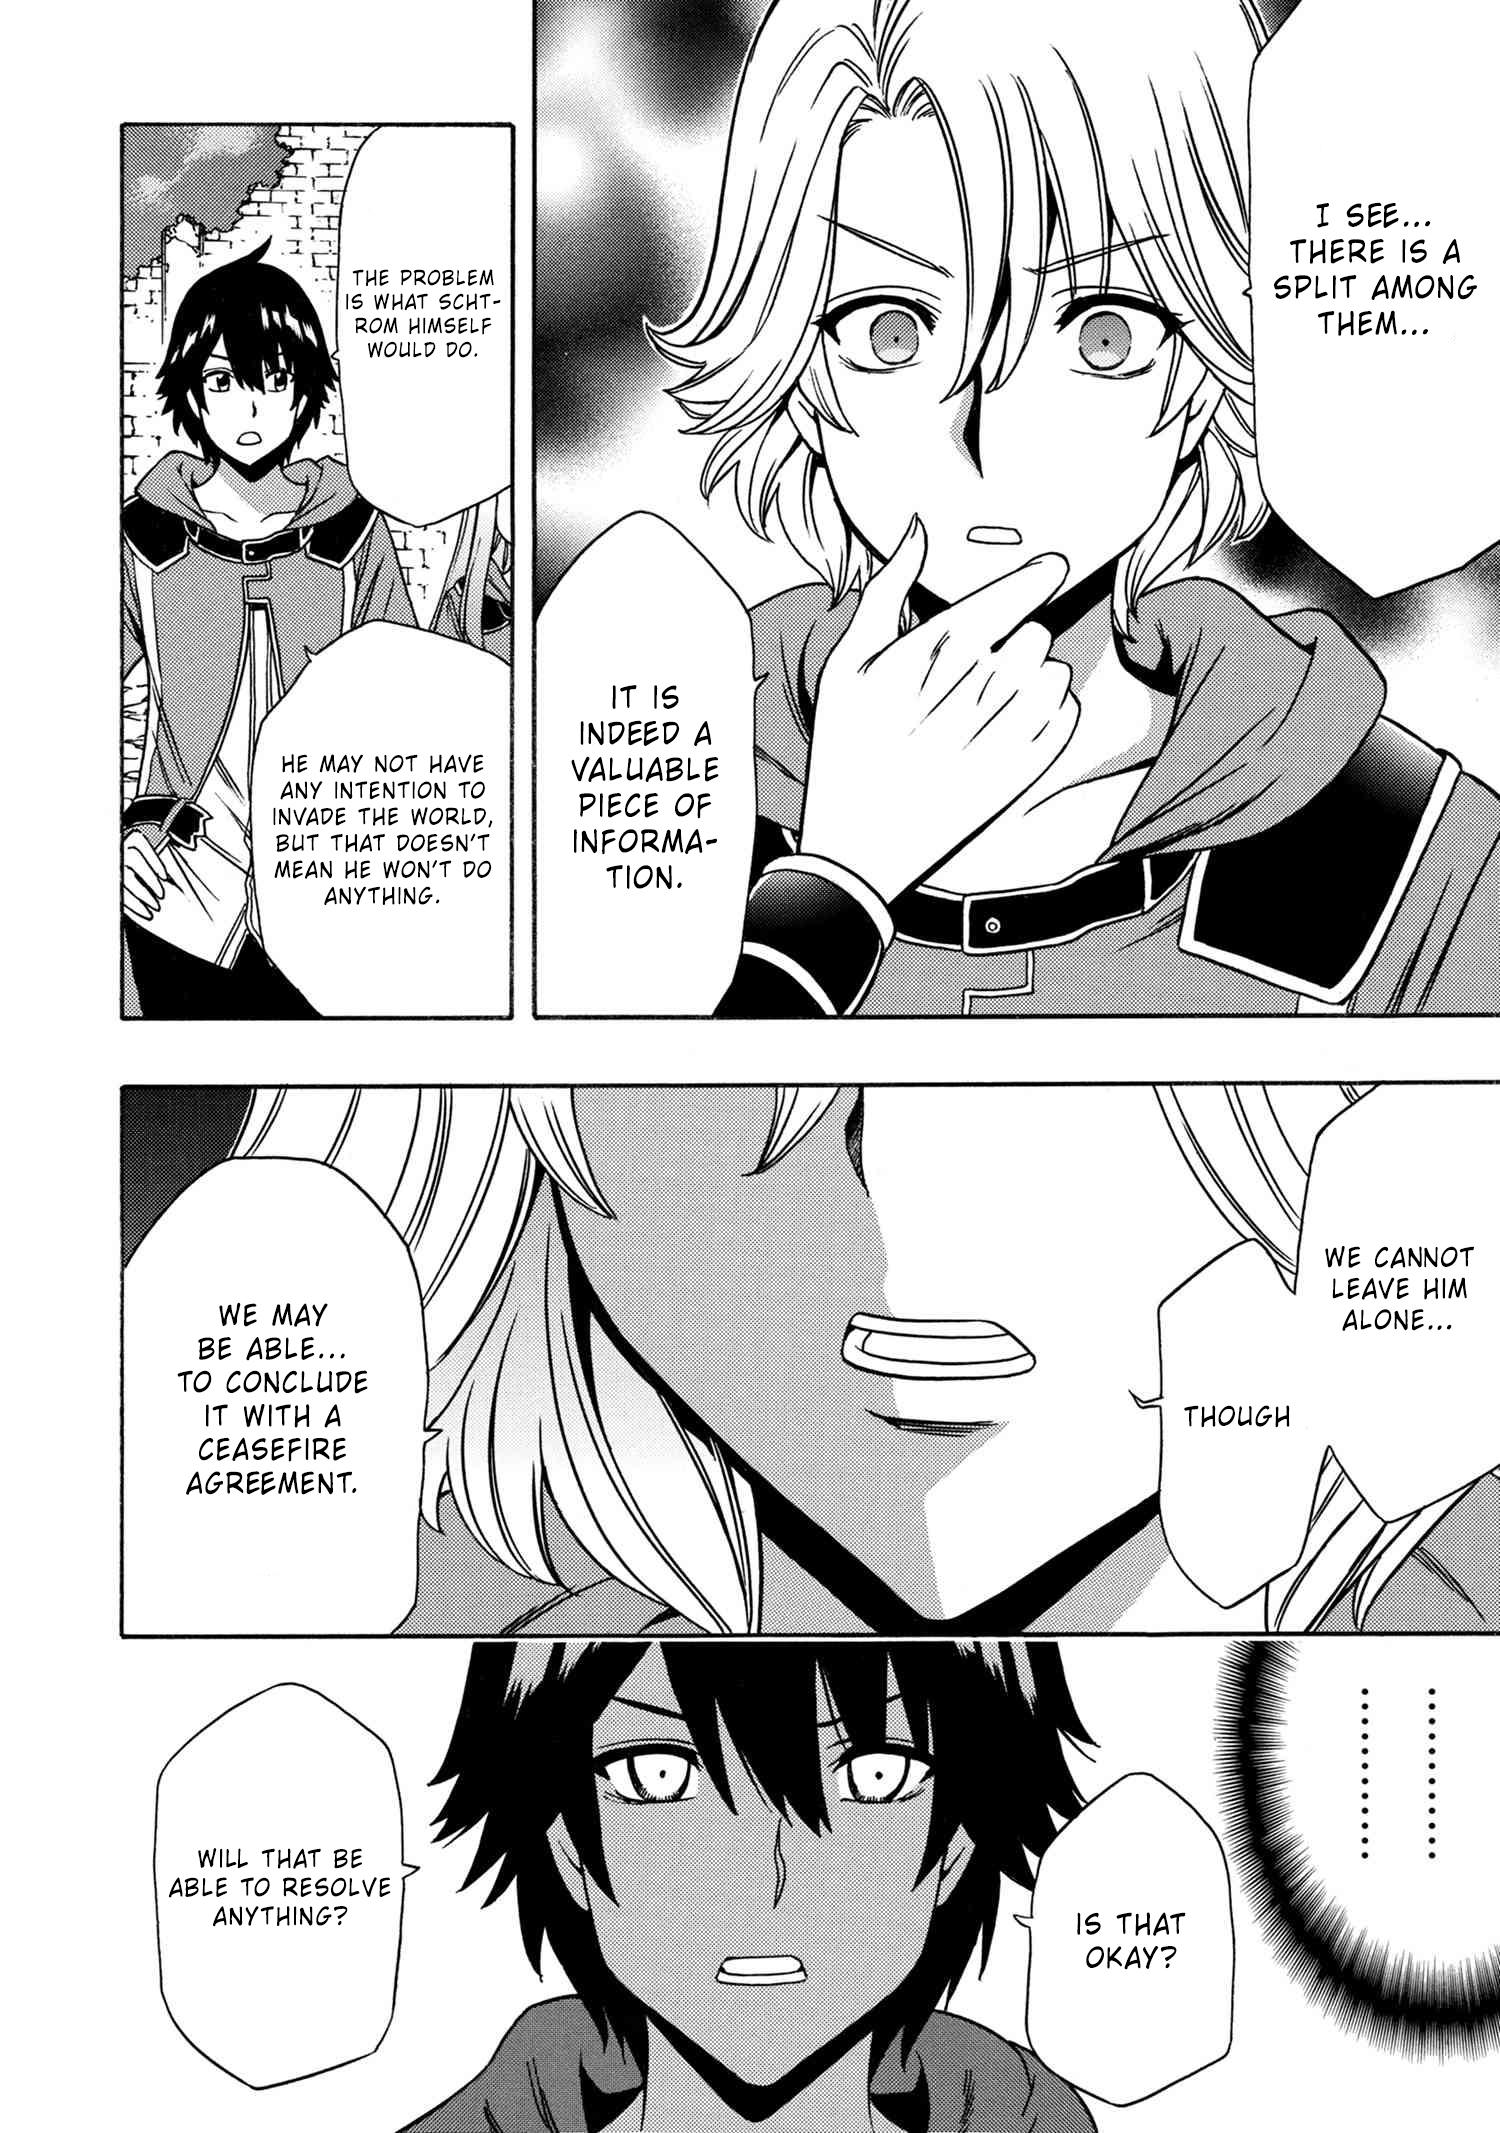 I SEE...
THERE IS A
SPLIT AMONG
THEM...
IT IS
INDEED A
VALUABLE
PIECE OF
INFORMA-
TION.
THE PROBLEM
IS WHAT SCHT-
ROM HIMSELF
WOULD DO.
HE MAY NOT HAVE
ANY INTENTION TO
INVADE THE WORLD,
BUT THAT DOESN'T
MEAN HE WON'T DO
ANYTHING.
WE CANNOT
LEAVE HIM
ALONE...
THOUGH
WE MAY
BE ABLE...
TO CONCLUDE
IT WITH A
CEASEFIRE
AGREEMENT.
..........
..........
IS THAT
OKAY?
WILL THAT BE
ABLE TO RESOLVE
ANYTHING?